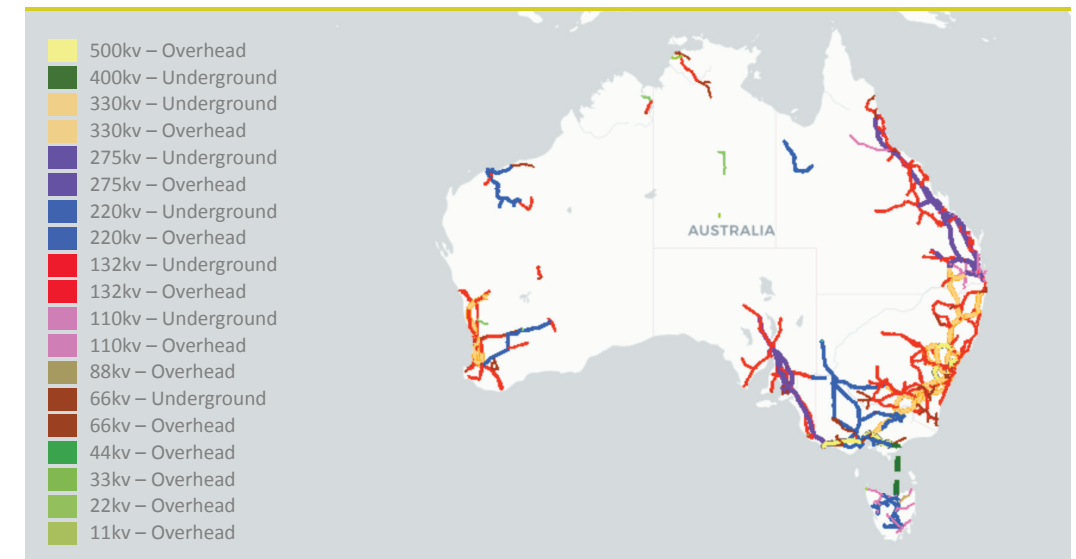 500kv – Overhead
400kv – Underground
330kv – Underground
330kv – Overhead
275kv – Underground
275kv – Overhead
220kv – Underground
220kv – Overhead
132kv – Underground
132kv – Overhead
110kv – Underground
110kv – Overhead
88kv – Overhead
66kv – Underground
66kv – Overhead
44kv – Overhead
33kv – Overhead
22kv – Overhead
11kv – Overhead
AUSTRALIA